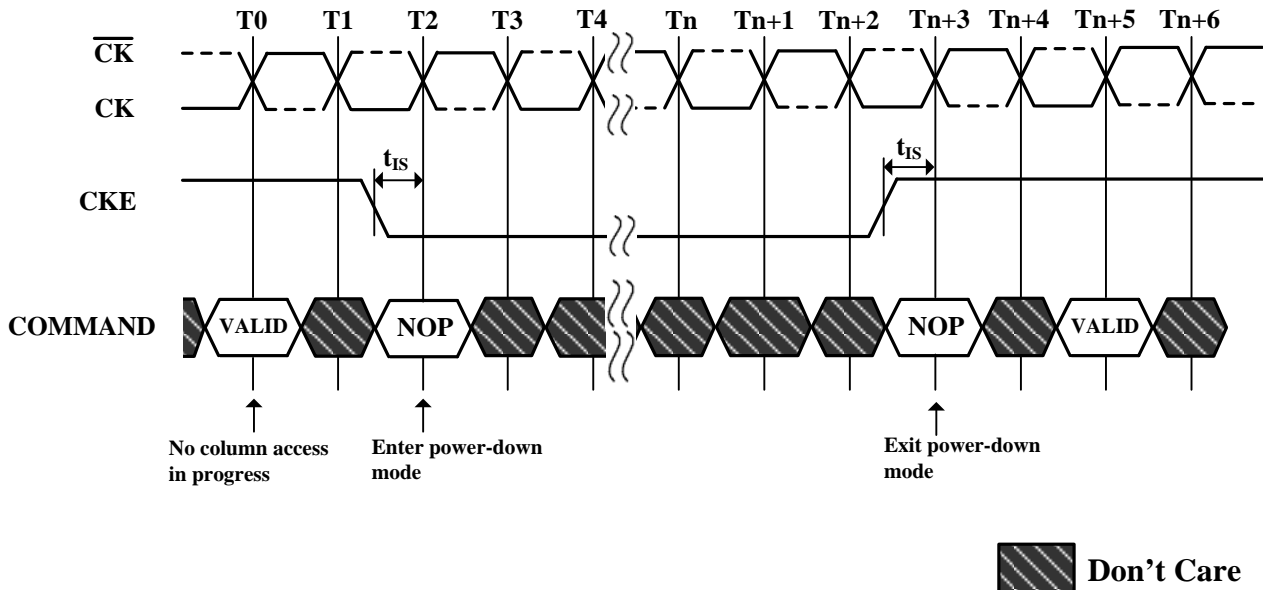 T0 T1 T2 T3 T4 Tn Tn+1 Tn+2 Tn+3 Tn+4 Tn+5 Tn+6
CK
CK
tIS tIS
CKE
COMMAND VALID NOP NOP VALID
No column access
in progress
Enter power-down
mode
Exit power-down
mode
Don't Care